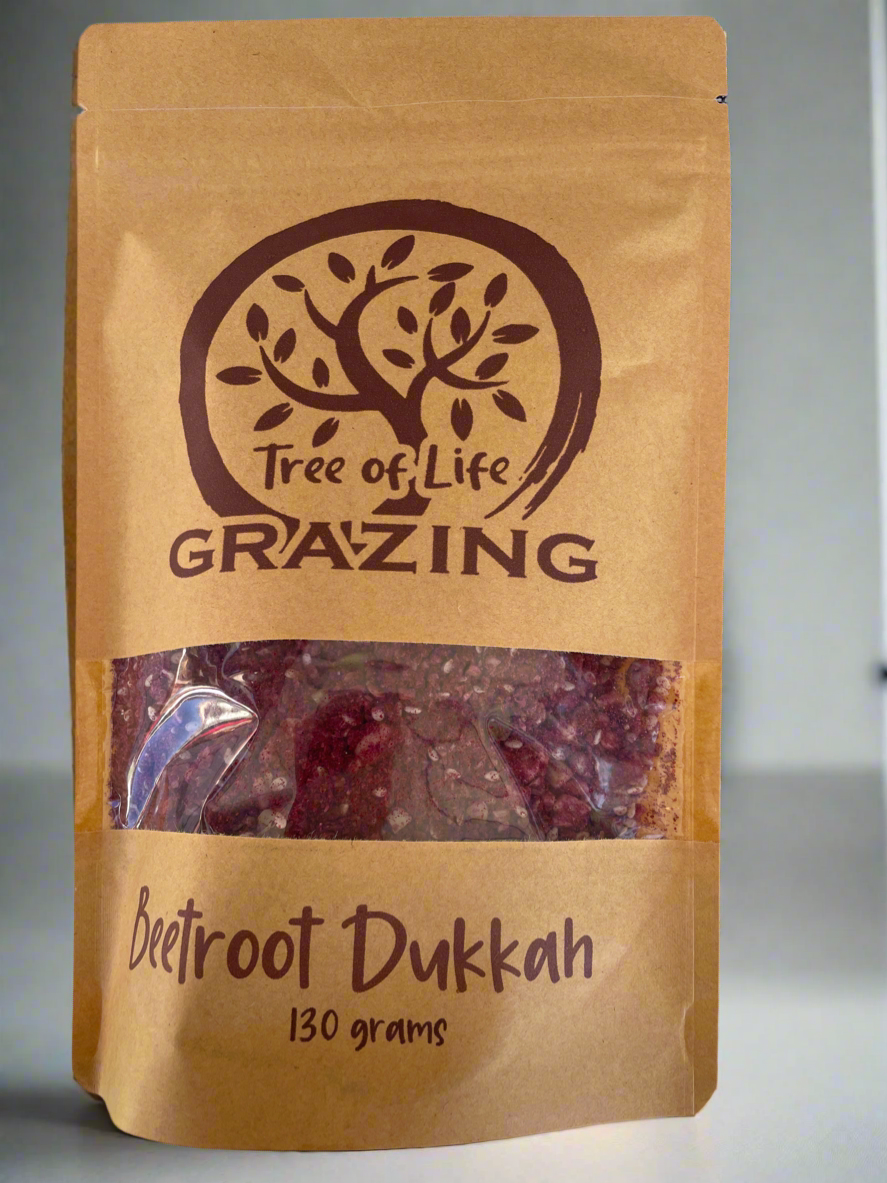 Tree of Life
GRAZING
Beetroot Dukkah
130 grams